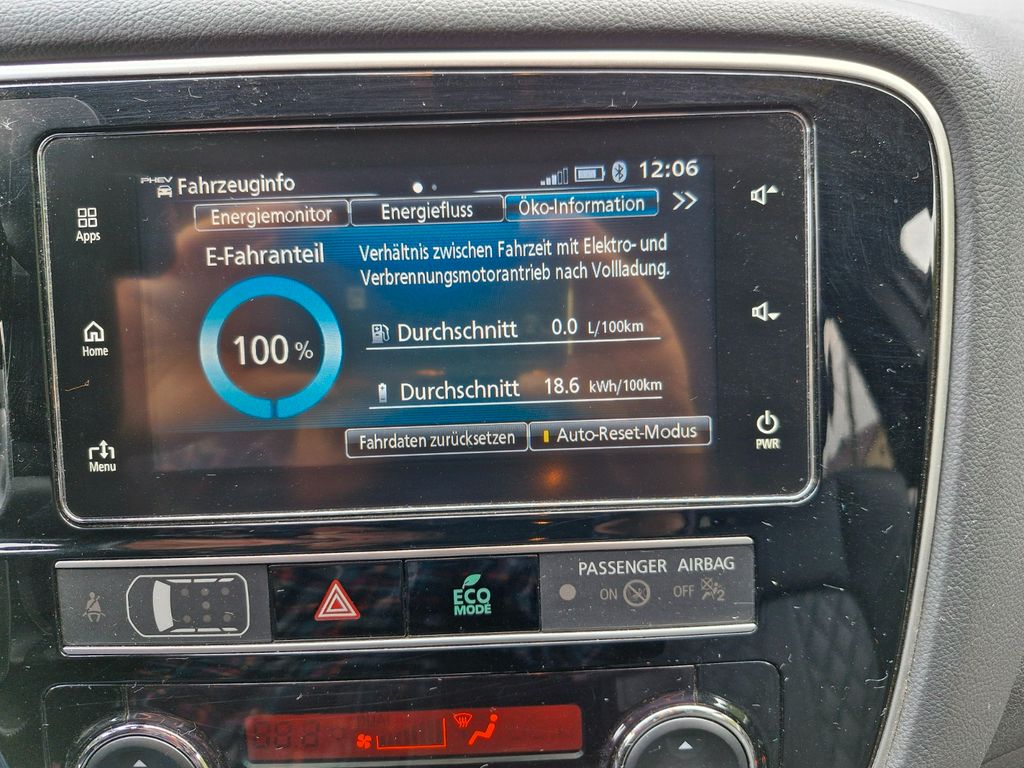 PHEV Fahrzeuginfo 12:06
Energiemonitor Energiefluss Öko-Information
Apps
E-Fahranteil
Verhältnis zwischen Fahrzeit mit Elektro- und
Verbrennungsmotorantrieb nach Vollladung.
100 %
Durchschnitt 0.0 L/100km
Home
Durchschnitt 18.6 kWh/100km
Fahrdaten zurücksetzen Auto-Reset-Modus
PWR
Menu
PASSENGER AIRBAG
ON OFF
2
ECO
MODE